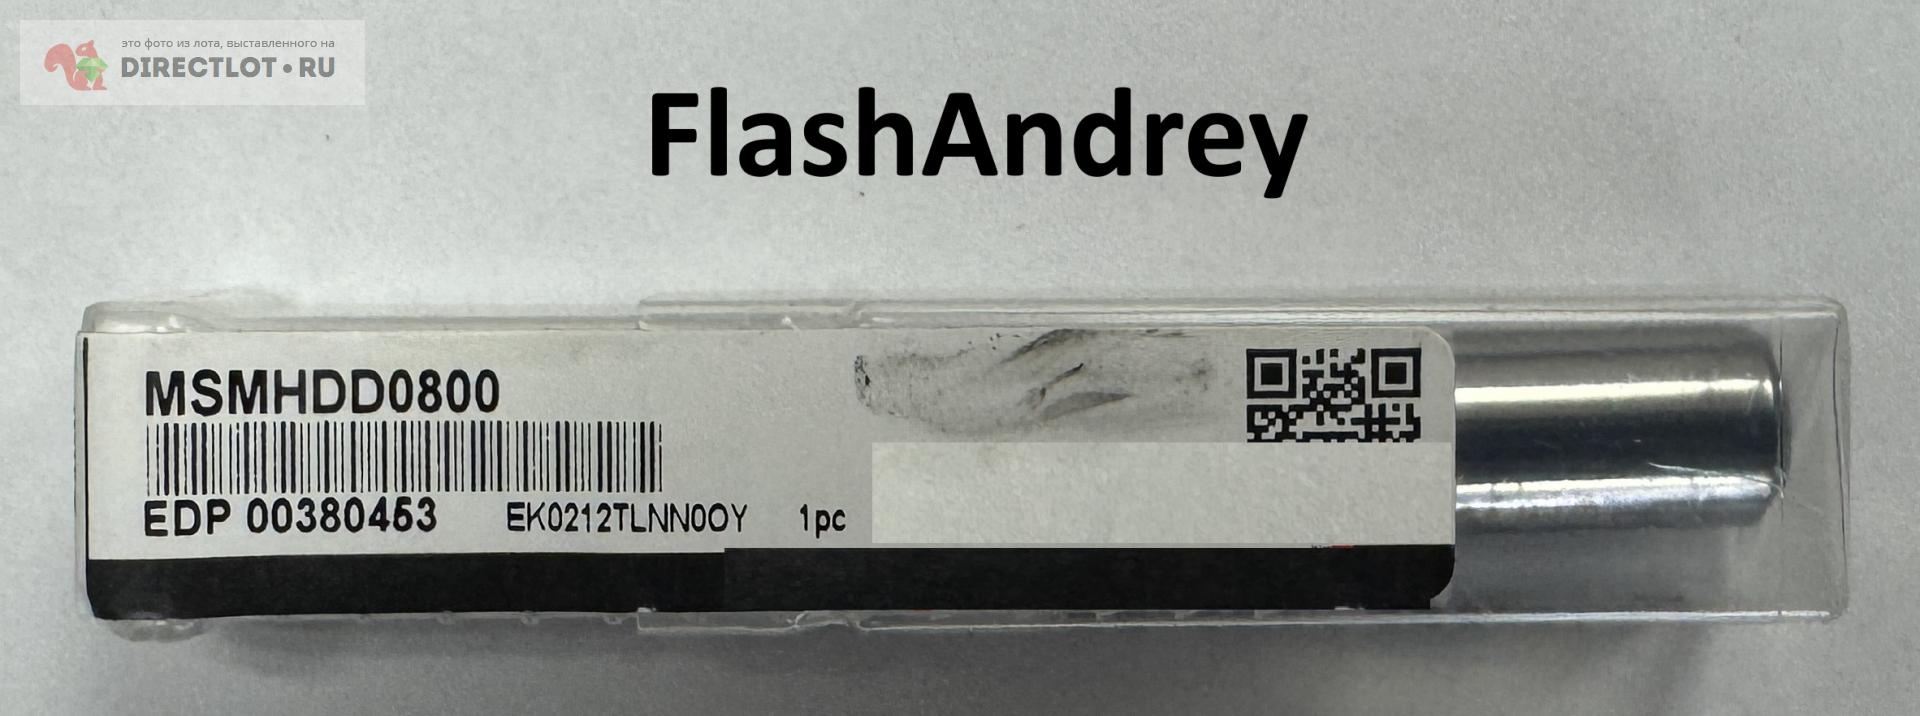 это фото из лота, выставленного на
DIRECTLOT•RU
FlashAndrey
MSMHDD0800
EDP 00380453
EK0212TLNN0OY
1pc